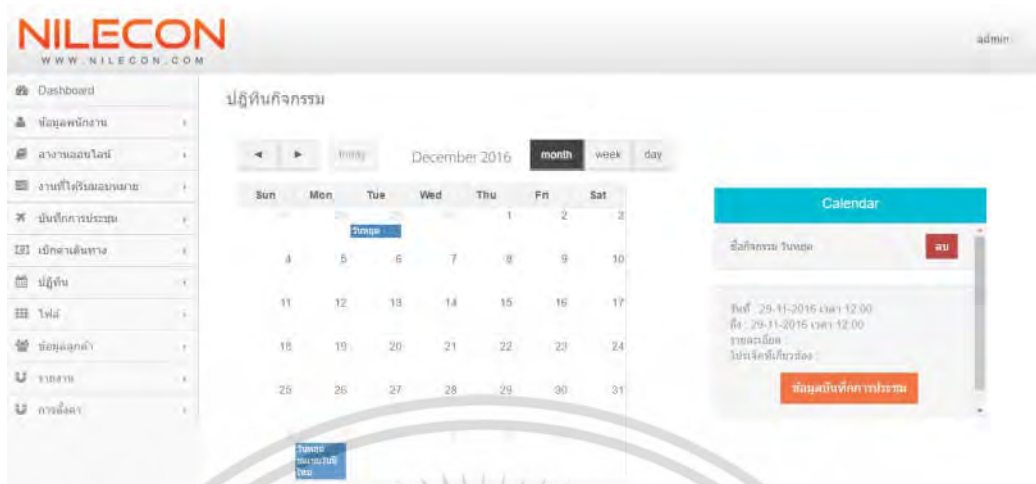 NILECON
WWW.NILECON.COM
admin
Dashboard
ข้อมูลพนักงาน
ลางานออนไลน์
งานที่ได้รับมอบหมาย
บันทึกการประชุม
เบิกค่าเดินทาง
ปฏิทิน
ไฟล์
ข้อมูลลูกค้า
รายงาน
การตั้งค่า
ปฏิทินกิจกรรม
today December 2016 month week day
Sun Mon Tue Wed Thu Fri Sat
1 2 3
วันหยุด
4 5 6 7 8 9 10
11 12 13 14 15 16 17
18 19 20 21 22 23 24
25 26 27 28 29 30 31
วันหยุด
ใหม่
Calendar
ชื่อกิจกรรม วันหยุด ลบ
วันที่ : 29-11-2016 เวลา 12:00
ถึง : 29-11-2016 เวลา 12:00
รายละเอียด :
โปรเจ็คที่เกี่ยวข้อง :
ข้อมูลบันทึกการประชุม